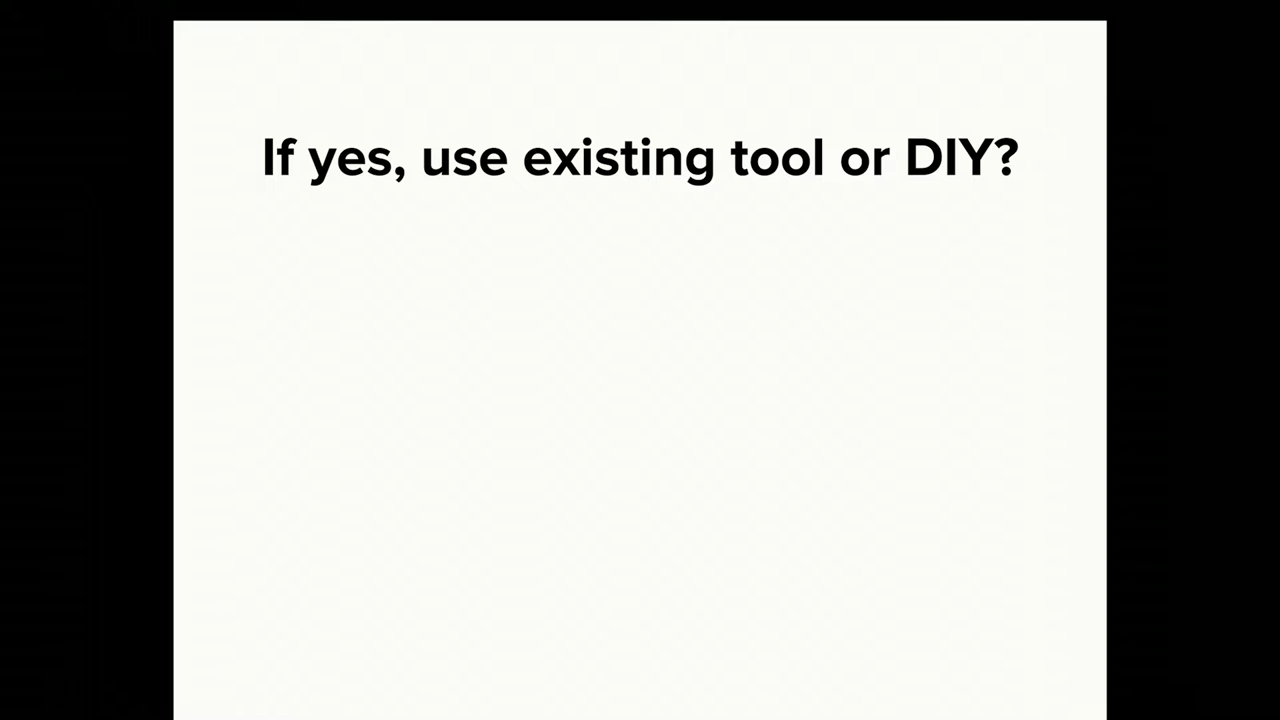 If yes, use existing tool or DIY?